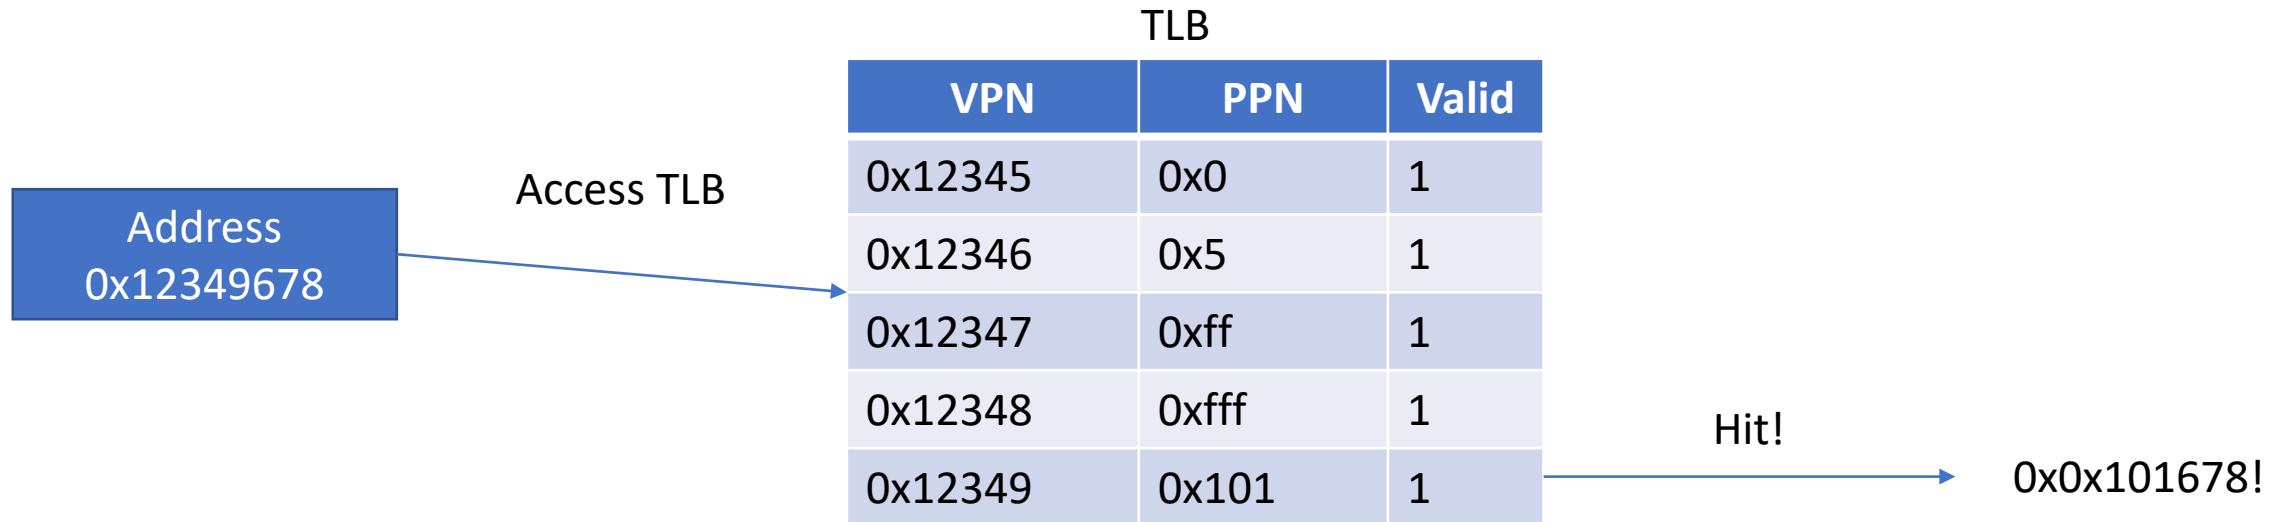 TLB
VPN PPN Valid
0x12345 0x0 1
Access TLB
Address
0x12346 0x5 1
0x12349678
0x12347 0xff 1
0x12348 0xfff 1
Hit!
0x12349 0x101 1
0x0x101678!